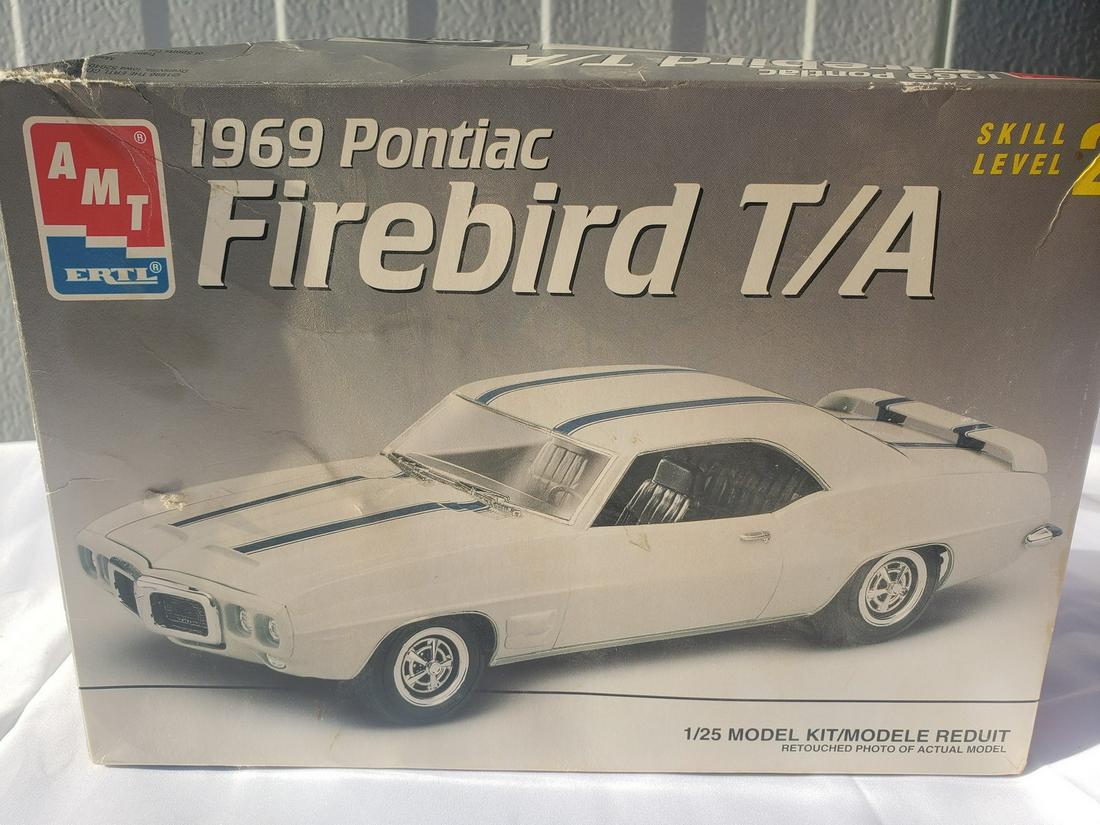 1969 Pontiac
Firebird T/A
AMT®
ERTL®
1969 Pontiac
Firebird T/A
SKILL
LEVEL 2
1/25 MODEL KIT/MODELE REDUIT
RETOUCHED PHOTO OF ACTUAL MODEL